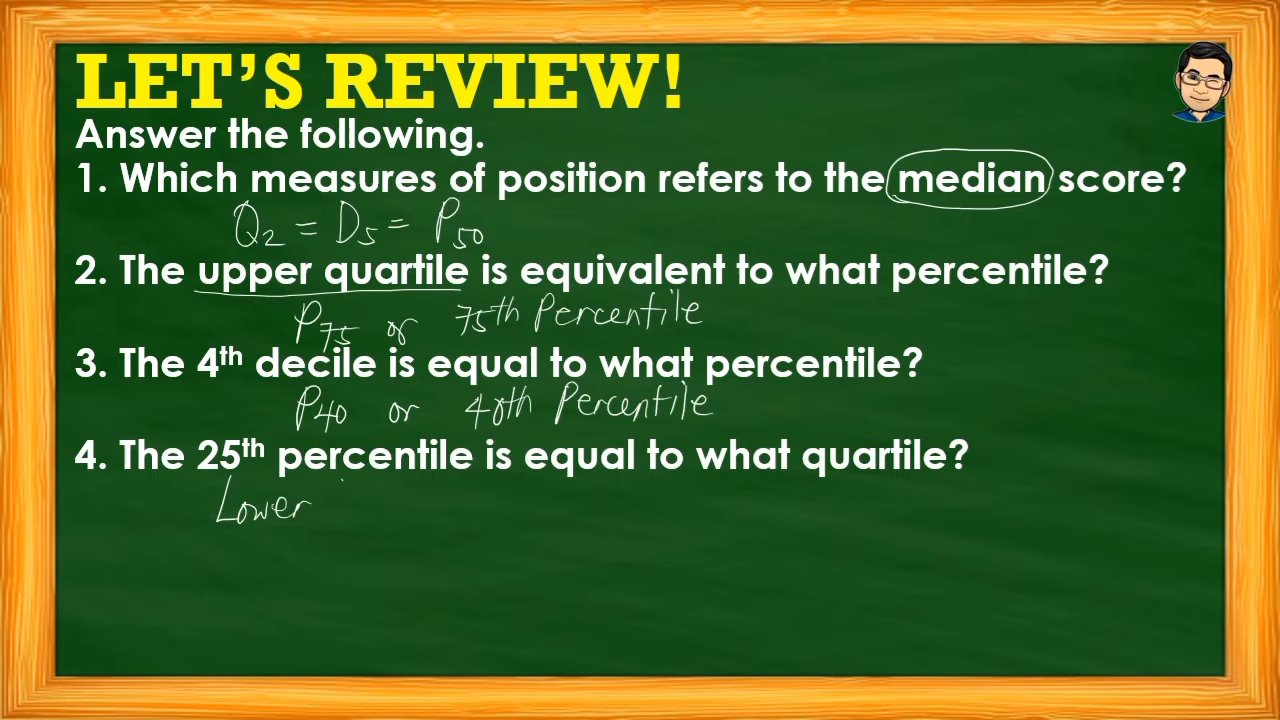 LET'S REVIEW!
Answer the following.
1. Which measures of position refers to the median score?
Q₂ = D₅ = P₅₀
2. The upper quartile is equivalent to what percentile?
P₇₅ or 75th Percentile
3. The 4ᵗʰ decile is equal to what percentile?
P₄₀ or 40th Percentile
4. The 25ᵗʰ percentile is equal to what quartile?
Lower